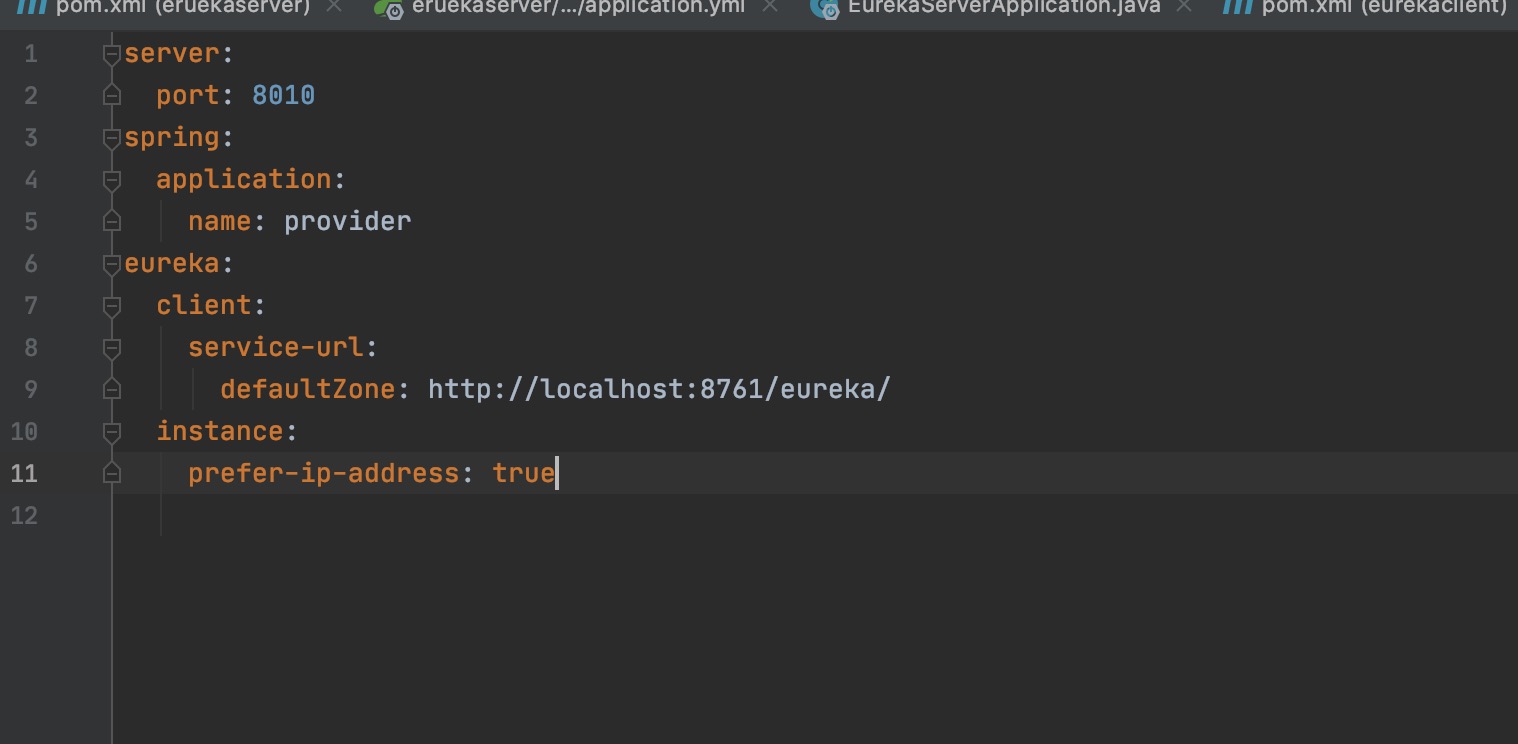 pom.xml (eruekaserver) eruekaserver/.../application.yml EurekaServerApplication.java pom.xml (eurekaclient)
1 server:
2 port: 8010
3 spring:
4 application:
5 name: provider
6 eureka:
7 client:
8 service-url:
9 defaultZone: http://localhost:8761/eureka/
10 instance:
11 prefer-ip-address: true
12